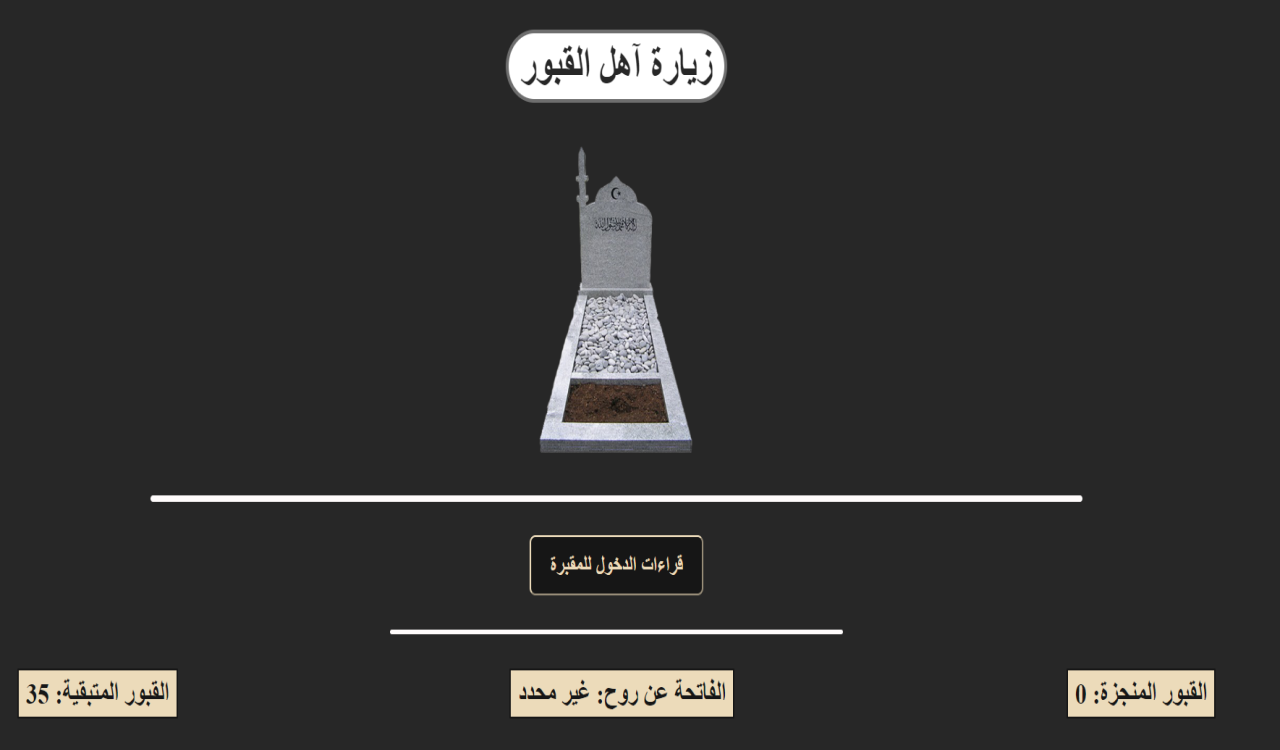 زيارة آهل القبور
قراءات الدخول للمقبرة
القبور المنجزة: 0
الفاتحة عن روح: غير محدد
القبور المتبقية: 35